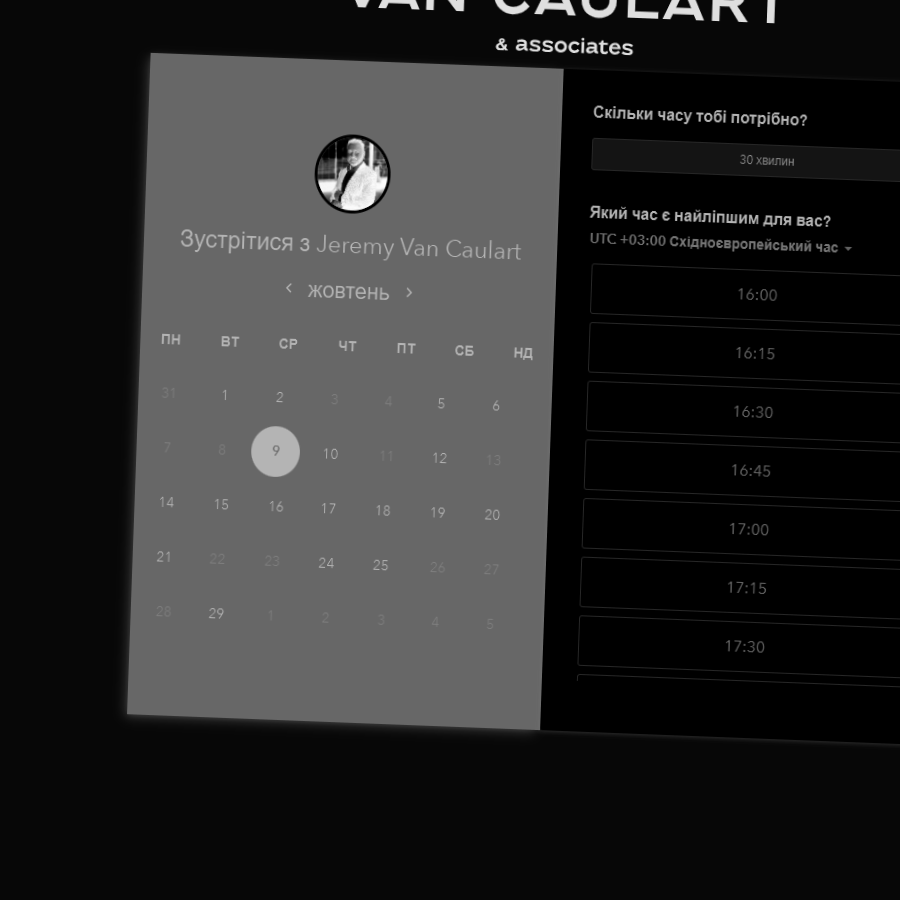 VAN CAULART
& associates
Зустрітися з Jeremy Van Caulart
жовтень
ПН ВТ СР ЧТ ПТ СБ НД
31 1 2 3 4 5 6
7 8 9 10 11 12 13
14 15 16 17 18 19 20
21 22 23 24 25 26 27
28 29 1 2 3 4 5
Скільки часу тобі потрібно?
30 хвилин
Який час є найліпшим для вас?
UTC +03:00 Східноєвропейський час
16:00
16:15
16:30
16:45
17:00
17:15
17:30